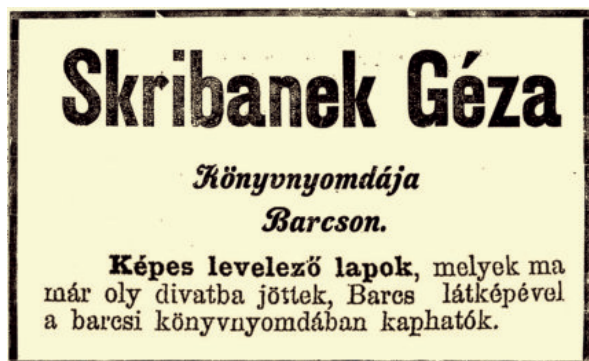 Skribanek Géza
Könyvnyomdája
Barcson.
Képes levelező lapok, melyek ma
már oly divatba jöttek, Barcs látképével
a barcsi könyvnyomdában kaphatók.